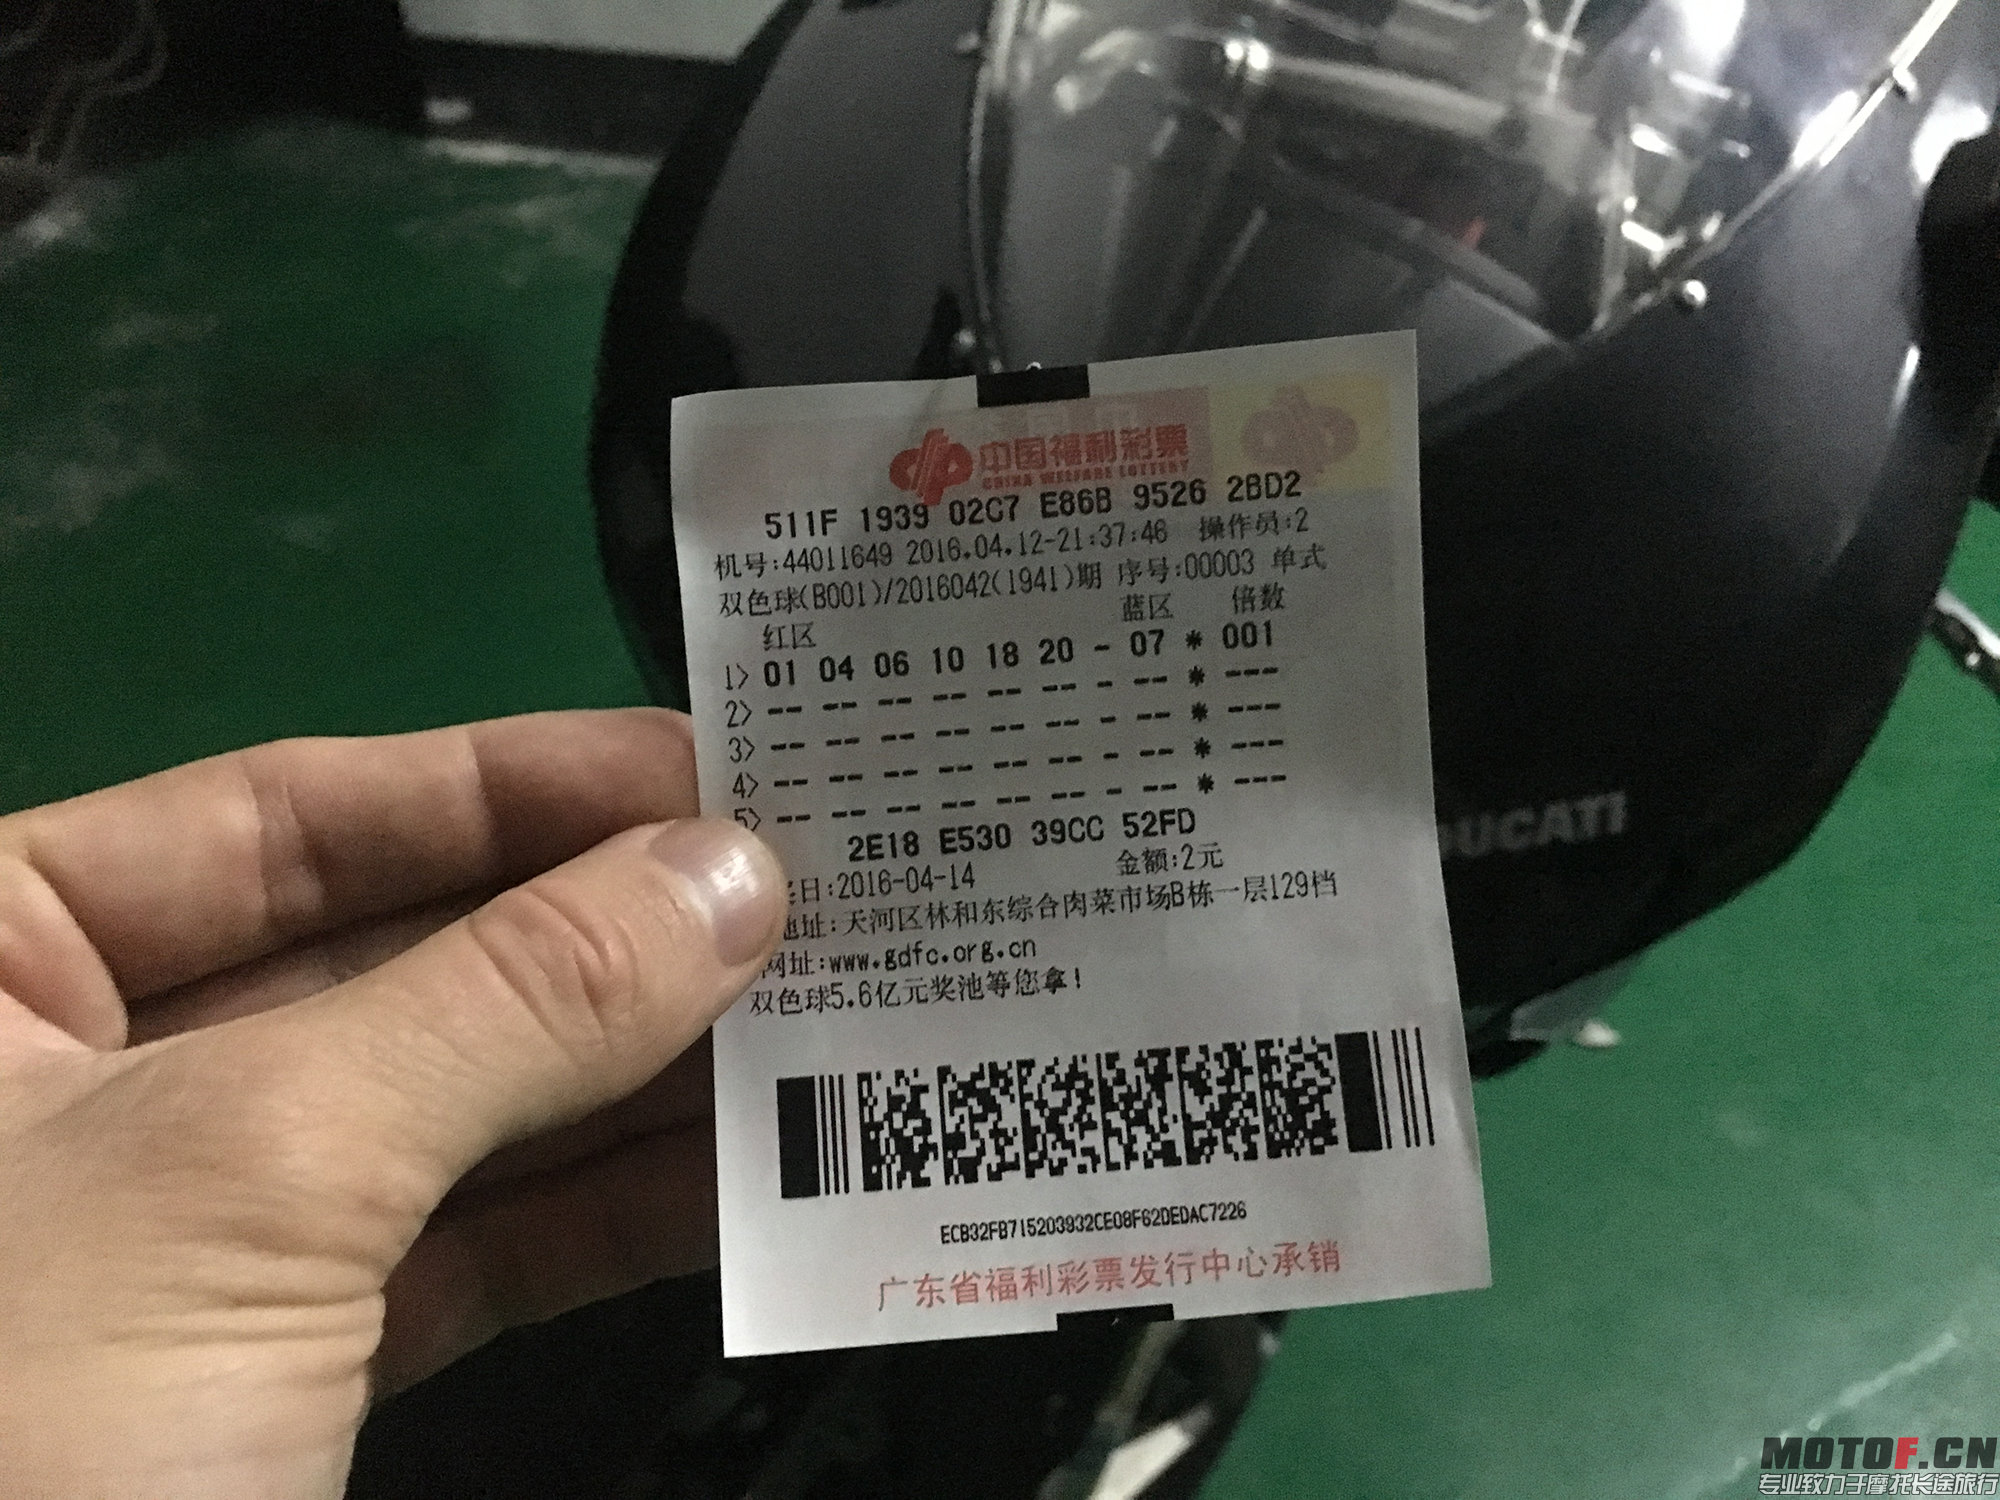 中国福利彩票
CHINA WELFARE LOTTERY
511F 1939 02C7 E86B 9526 2BD2
机号:44011649 2016.04.12-21:37:46 操作员:2
双色球(B001)/2016042(1941)期 序号:00003 单式
红区 蓝区 倍数
1> 01 04 06 10 18 20 - 07 * 001
2> -- -- -- -- -- -- - -- * ---
3> -- -- -- -- -- -- - -- * ---
4> -- -- -- -- -- -- - -- * ---
5> -- -- -- -- -- -- - -- * ---
2E18 E530 39CC 52FD
日:2016-04-14 金额:2元
地址:天河区林和东综合肉菜市场B栋一层129档
网址:www.gdfc.org.cn
双色球5.6亿元奖池等您拿!
ECB32FB715203932CE08F62DEDAC7226
广东省福利彩票发行中心承销
DUCATI
MOTOF.CN
专业致力于摩托长途旅行